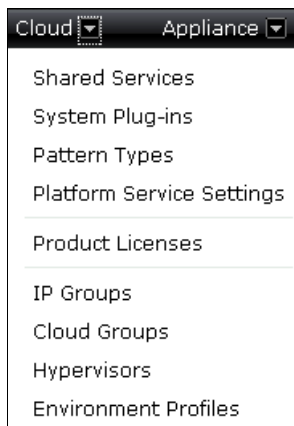 Cloud Appliance
Shared Services
System Plug-ins
Pattern Types
Platform Service Settings
Product Licenses
IP Groups
Cloud Groups
Hypervisors
Environment Profiles